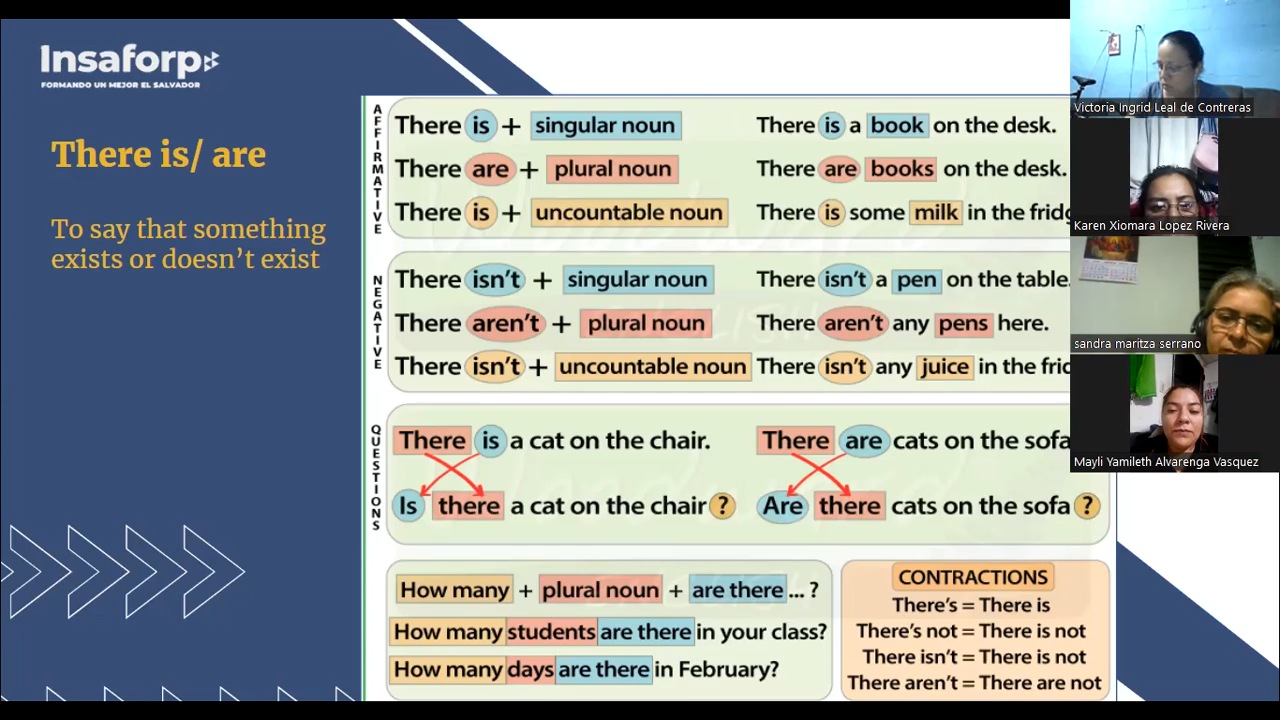 Insaforp
FORMANDO UN MEJOR EL SALVADOR
There is/ are
To say that something
exists or doesn't exist
AFFIRMATIVE
There is + singular noun
There is a book on the desk.
There are + plural noun
There are books on the desk.
There is + uncountable noun
There is some milk in the fridg
NEGATIVE
There isn't + singular noun
There isn't a pen on the table.
There aren't + plural noun
There aren't any pens here.
There isn't + uncountable noun
There isn't any juice in the frid
QUESTIONS
There is a cat on the chair.
There are cats on the sofa
Is there a cat on the chair ?
Are there cats on the sofa ?
How many + plural noun + are there ... ?
How many students are there in your class?
How many days are there in February?
CONTRACTIONS
There's = There is
There's not = There is not
There isn't = There is not
There aren't = There are not
Victoria Ingrid Leal de Contreras
Karen Xiomara Lopez Rivera
sandra maritza serrano
Mayli Yamileth Alvarenga Vasquez